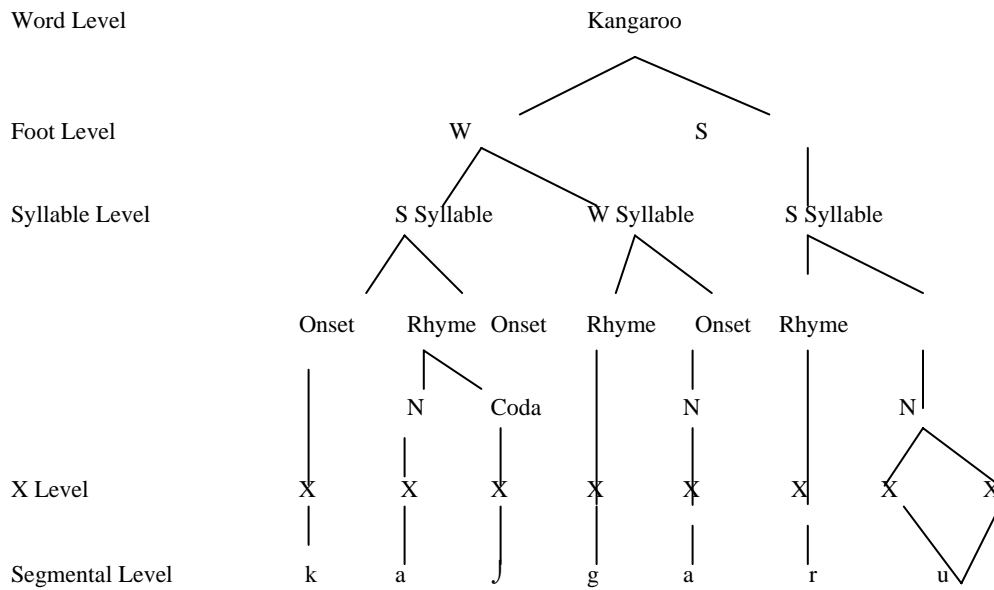 Word Level Kangaroo
Foot Level W S
Syllable Level S Syllable W Syllable S Syllable
Onset Rhyme Onset Rhyme Onset Rhyme
N Coda N N
X Level X X X X X X X X
Segmental Level k a g a r u